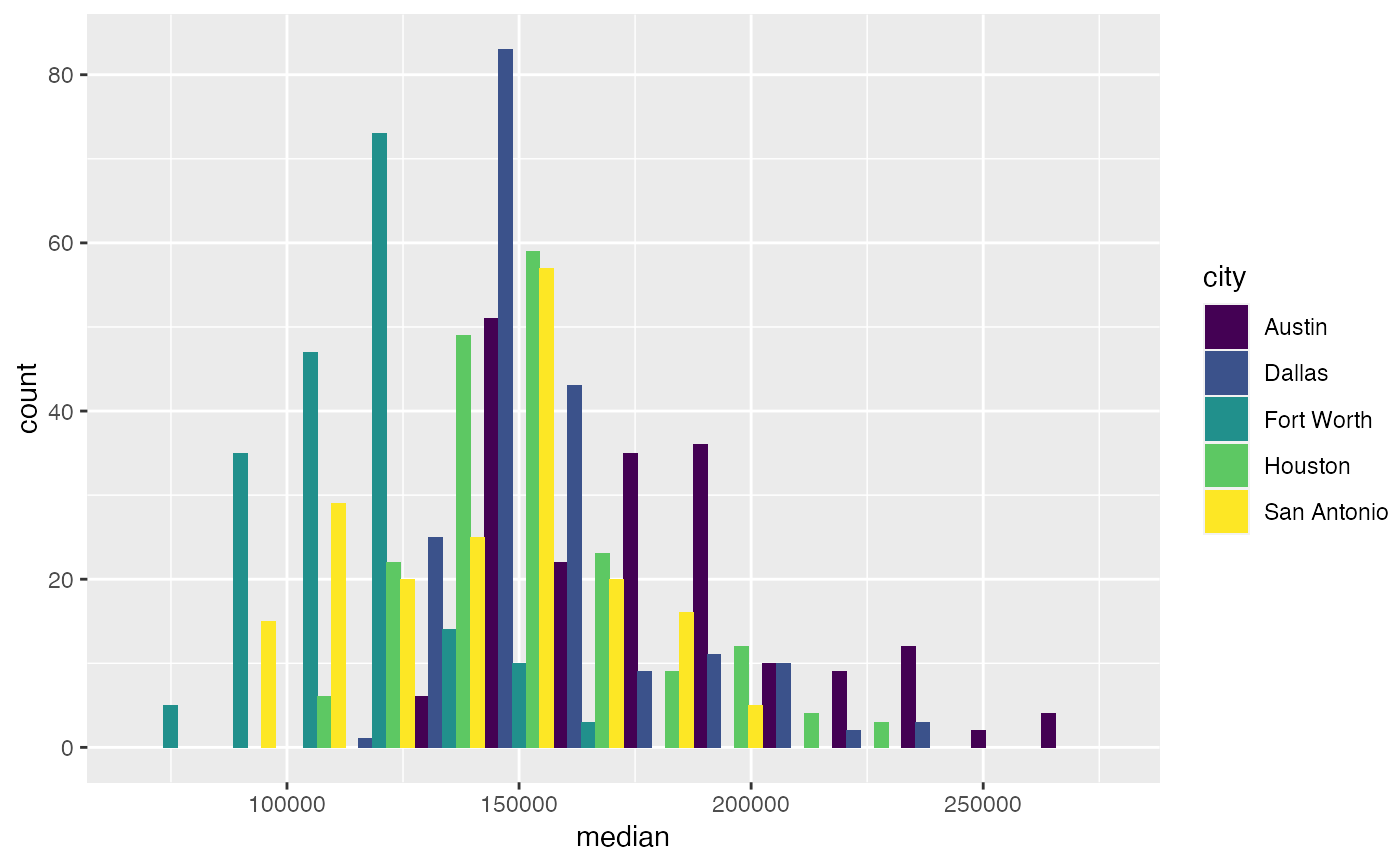 80
60
40
20
0
count
100000
150000
200000
250000
median
city
Austin
Dallas
Fort Worth
Houston
San Antonio